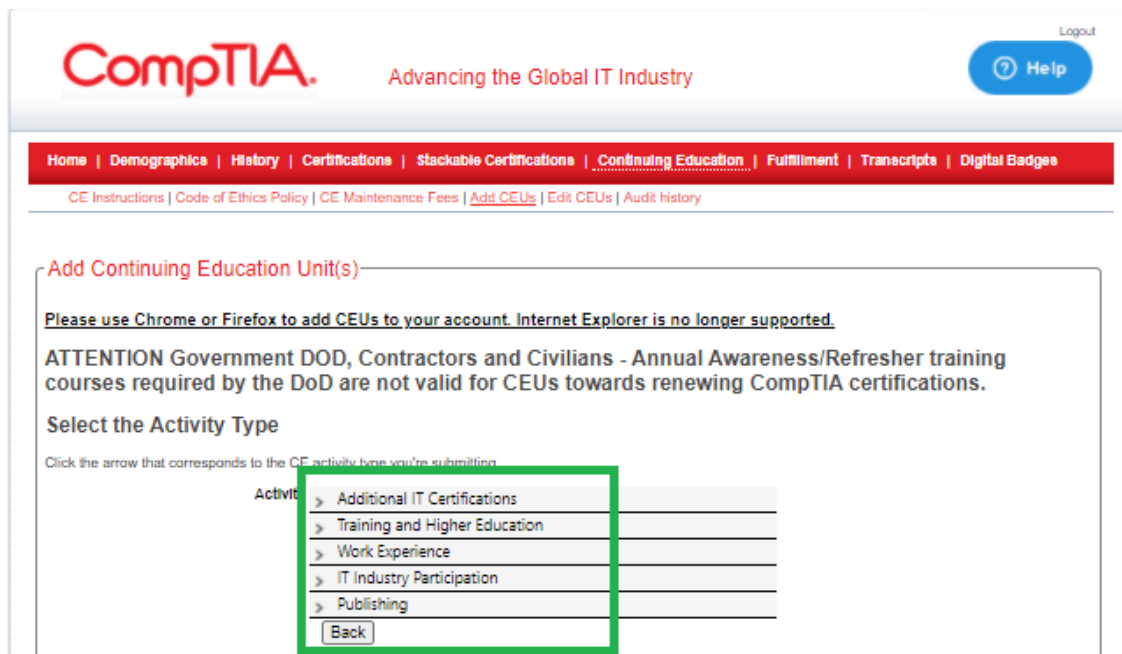 Logout
CompTIA.
Advancing the Global IT Industry
? Help
Home | Demographics | History | Certifications | Stackable Certifications | Continuing Education | Fulfillment | Transcripts | Digital Badges
CE Instructions | Code of Ethics Policy | CE Maintenance Fees | Add CEUs | Edit CEUs | Audit history
Add Continuing Education Unit(s)
Please use Chrome or Firefox to add CEUs to your account. Internet Explorer is no longer supported.
ATTENTION Government DOD, Contractors and Civilians - Annual Awareness/Refresher training
courses required by the DoD are not valid for CEUs towards renewing CompTIA certifications.
Select the Activity Type
Click the arrow that corresponds to the CE activity type you're submitting
Activit
> Additional IT Certifications
> Training and Higher Education
> Work Experience
> IT Industry Participation
> Publishing
Back